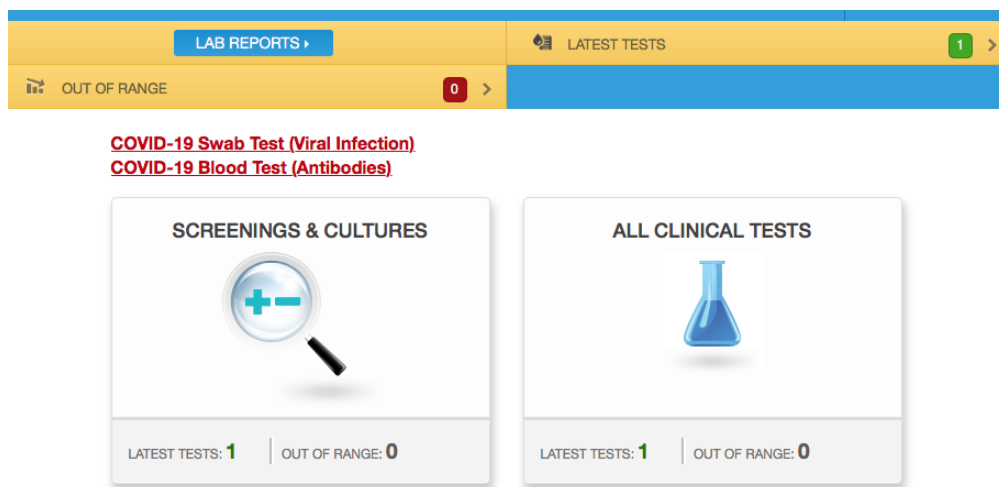 LAB REPORTS
LATEST TESTS 1
OUT OF RANGE 0
COVID-19 Swab Test (Viral Infection)
COVID-19 Blood Test (Antibodies)
SCREENINGS & CULTURES
ALL CLINICAL TESTS
LATEST TESTS: 1 OUT OF RANGE: 0
LATEST TESTS: 1 OUT OF RANGE: 0